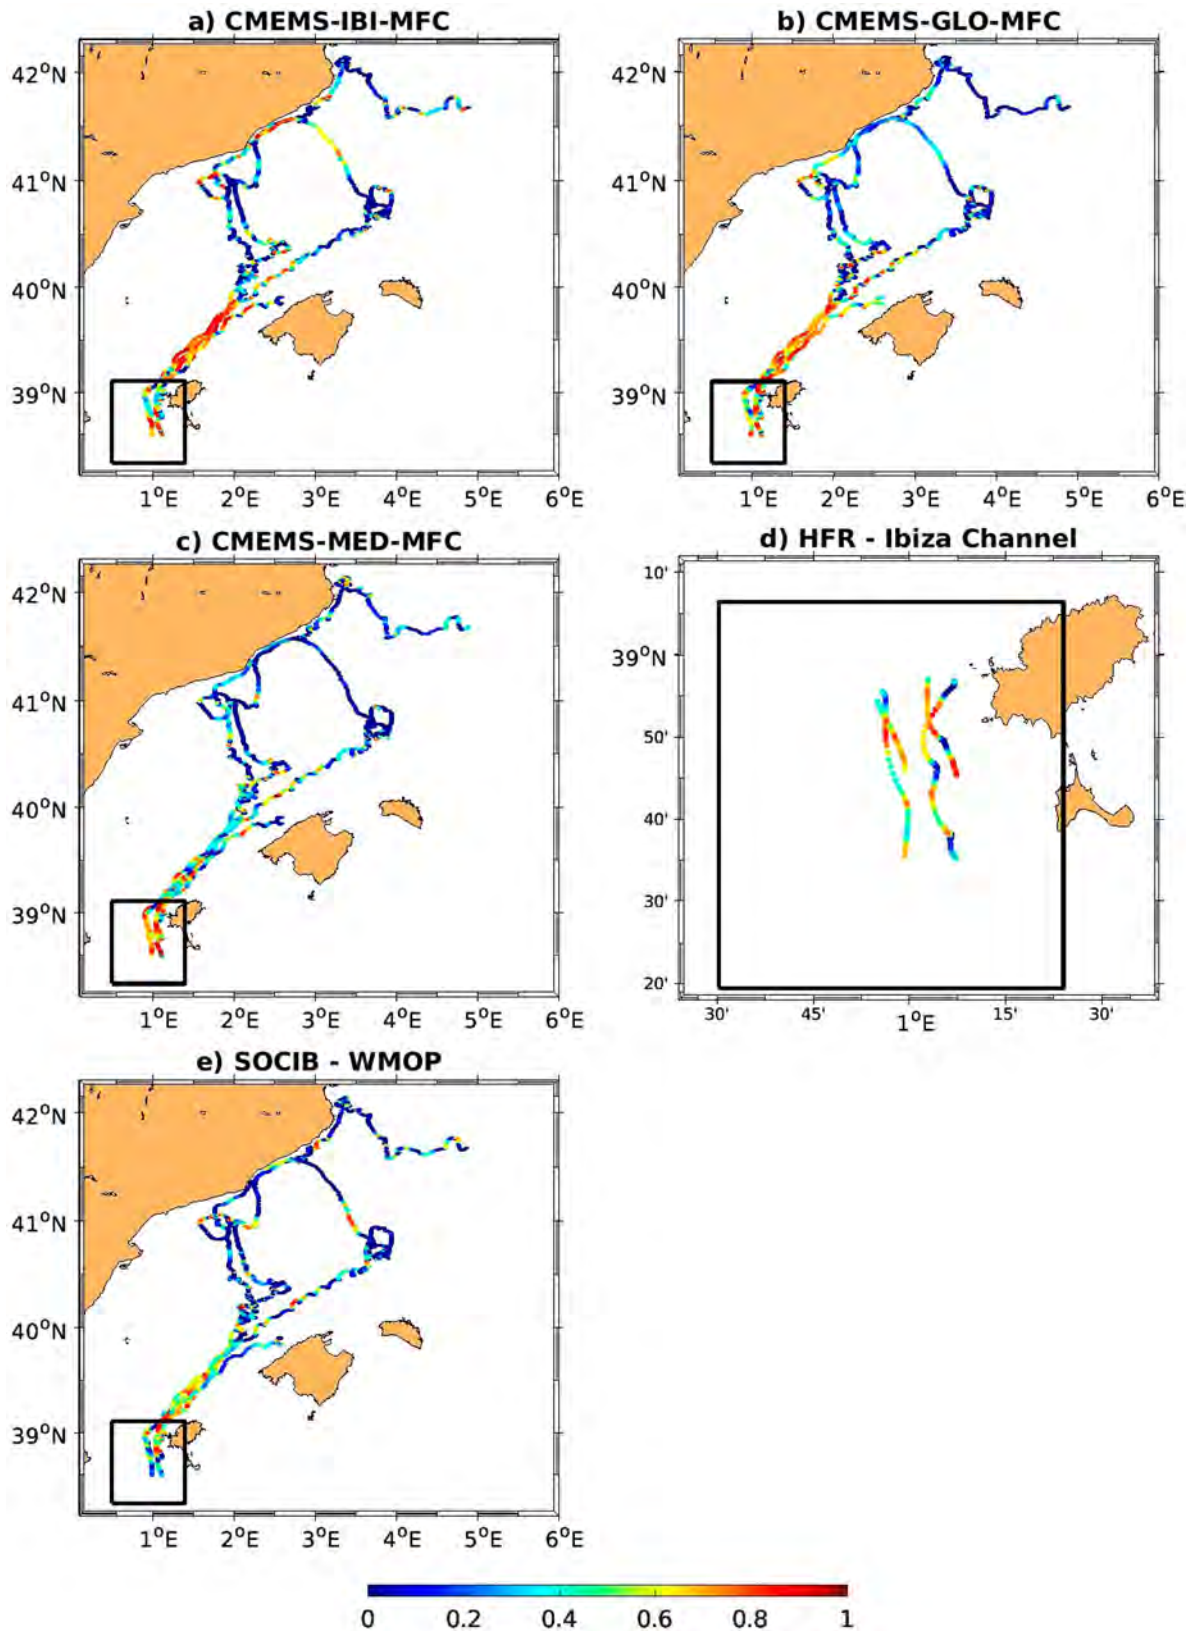 a) CMEMS-IBI-MFC
42°N
41°N
40°N
39°N
1°E 2°E 3°E 4°E 5°E 6°E
b) CMEMS-GLO-MFC
42°N
41°N
40°N
39°N
1°E 2°E 3°E 4°E 5°E 6°E
c) CMEMS-MED-MFC
42°N
41°N
40°N
39°N
1°E 2°E 3°E 4°E 5°E 6°E
d) HFR - Ibiza Channel
10'
39°N
50'
40'
30'
20'
30' 45' 1°E 15' 30'
e) SOCIB - WMOP
42°N
41°N
40°N
39°N
1°E 2°E 3°E 4°E 5°E 6°E
0 0.2 0.4 0.6 0.8 1